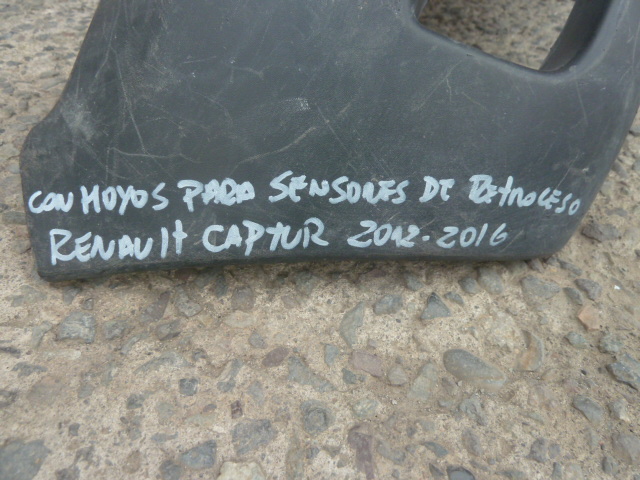 CON HOYOS PARA SENSORES DE RETROCESO
RENAULT CAPTUR 2012-2016